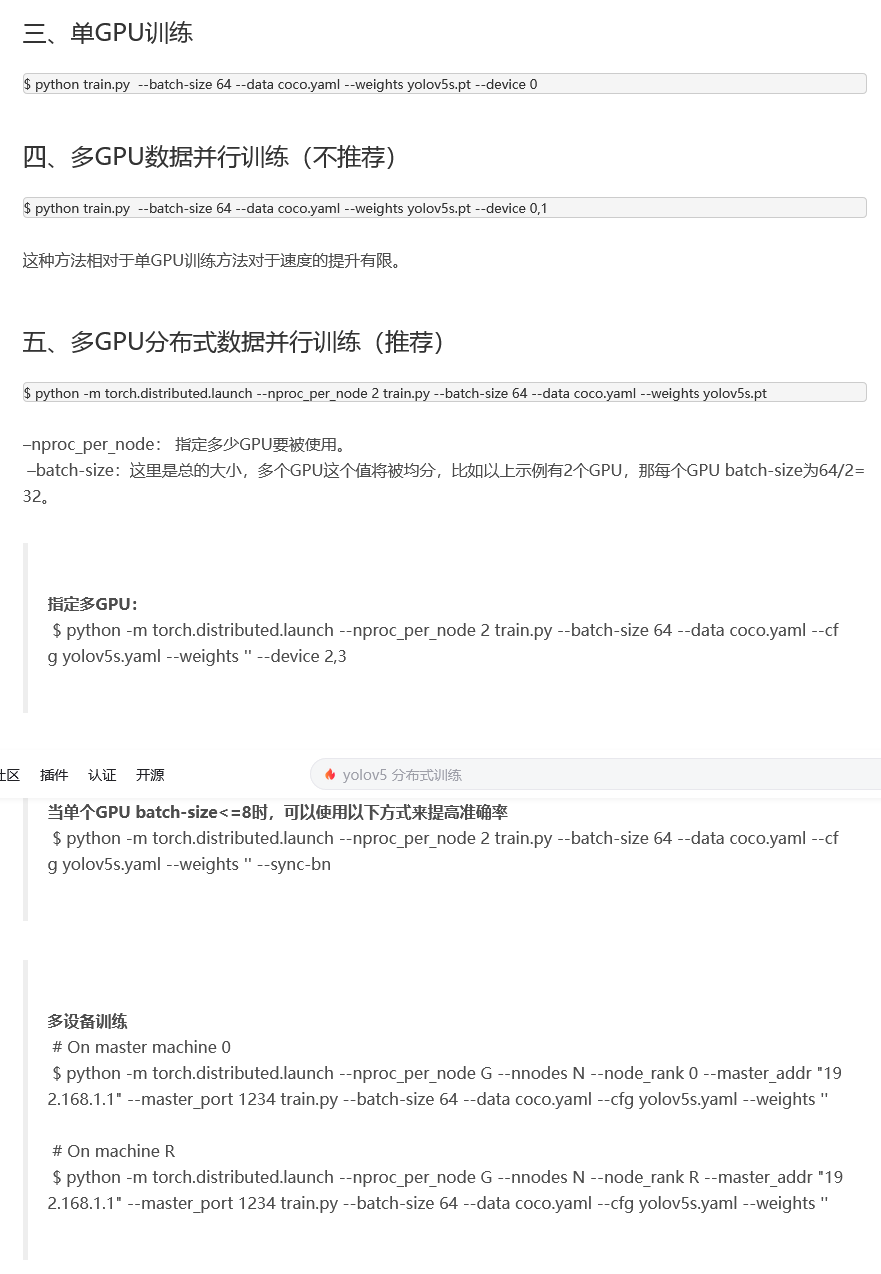 三、单GPU训练
$ python train.py  --batch-size 64 --data coco.yaml --weights yolov5s.pt --device 0
四、多GPU数据并行训练（不推荐）
$ python train.py  --batch-size 64 --data coco.yaml --weights yolov5s.pt --device 0,1
这种方法相对于单GPU训练方法对于速度的提升有限。
五、多GPU分布式数据并行训练（推荐）
$ python -m torch.distributed.launch --nproc_per_node 2 train.py --batch-size 64 --data coco.yaml --weights yolov5s.pt
–nproc_per_node： 指定多少GPU要被使用。
–batch-size：这里是总的大小，多个GPU这个值将被均分，比如以上示例有2个GPU，那每个GPU batch-size为64/2=
32。
指定多GPU：
$ python -m torch.distributed.launch --nproc_per_node 2 train.py --batch-size 64 --data coco.yaml --cf
g yolov5s.yaml --weights '' --device 2,3
社区 插件 认证 开源 yolov5 分布式训练
当单个GPU batch-size<=8时，可以使用以下方式来提高准确率
$ python -m torch.distributed.launch --nproc_per_node 2 train.py --batch-size 64 --data coco.yaml --cf
g yolov5s.yaml --weights '' --sync-bn
多设备训练
# On master machine 0
$ python -m torch.distributed.launch --nproc_per_node G --nnodes N --node_rank 0 --master_addr "19
2.168.1.1" --master_port 1234 train.py --batch-size 64 --data coco.yaml --cfg yolov5s.yaml --weights ''
# On machine R
$ python -m torch.distributed.launch --nproc_per_node G --nnodes N --node_rank R --master_addr "19
2.168.1.1" --master_port 1234 train.py --batch-size 64 --data coco.yaml --cfg yolov5s.yaml --weights ''